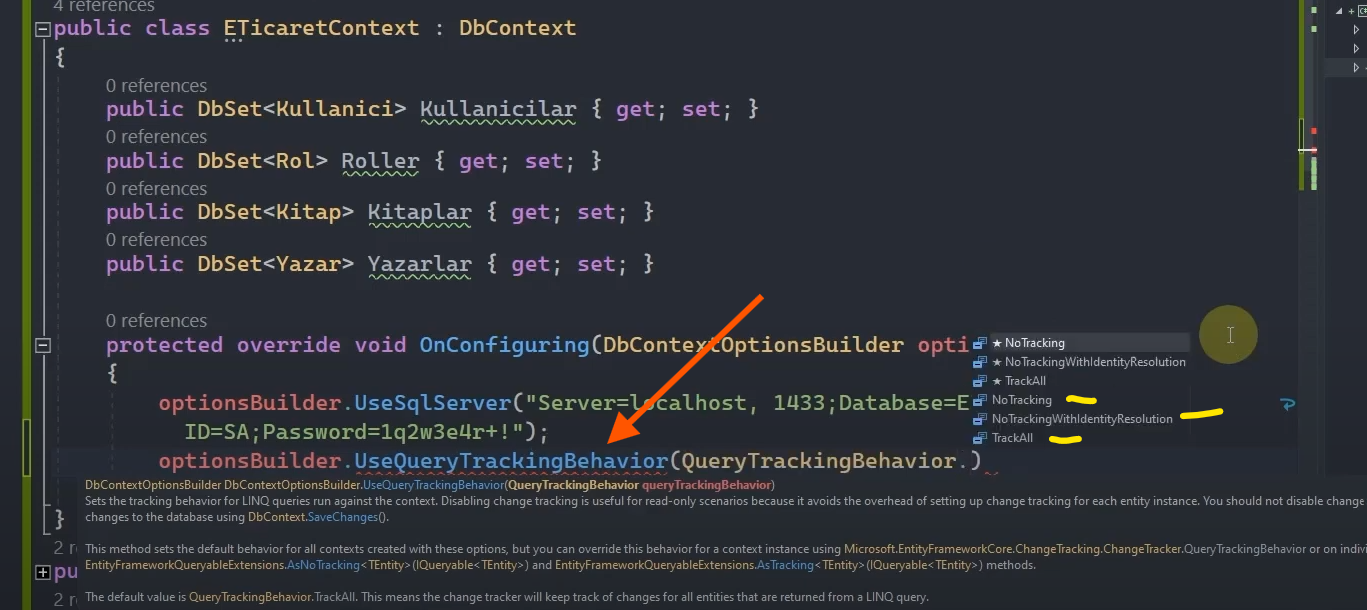 4 references
public class ETicaretContext : DbContext
{
0 references
public DbSet<Kullanici> Kullanicilar { get; set; }
0 references
public DbSet<Rol> Roller { get; set; }
0 references
public DbSet<Kitap> Kitaplar { get; set; }
0 references
public DbSet<Yazar> Yazarlar { get; set; }
0 references
protected override void OnConfiguring(DbContextOptionsBuilder opti
{
optionsBuilder.UseSqlServer("Server=localhost, 1433;Database=E
ID=SA;Password=1q2w3e4r+!");
optionsBuilder.UseQueryTrackingBehavior(QueryTrackingBehavior.)
★ NoTracking
★ NoTrackingWithIdentityResolution
★ TrackAll
NoTracking
NoTrackingWithIdentityResolution
TrackAll
DbContextOptionsBuilder DbContextOptionsBuilder.UseQueryTrackingBehavior(QueryTrackingBehavior queryTrackingBehavior)
Sets the tracking behavior for LINQ queries run against the context. Disabling change tracking is useful for read-only scenarios because it avoids the overhead of setting up change tracking for each entity instance. You should not disable change
changes to the database using DbContext.SaveChanges().
This method sets the default behavior for all contexts created with these options, but you can override this behavior for a context instance using Microsoft.EntityFrameworkCore.ChangeTracking.ChangeTracker.QueryTrackingBehavior or on indivi
EntityFrameworkQueryableExtensions.AsNoTracking<TEntity>(IQueryable<TEntity>) and EntityFrameworkQueryableExtensions.AsTracking<TEntity>(IQueryable<TEntity>) methods.
The default value is QueryTrackingBehavior.TrackAll. This means the change tracker will keep track of changes for all entities that are returned from a LINQ query.
}
2 r
pu
2 r